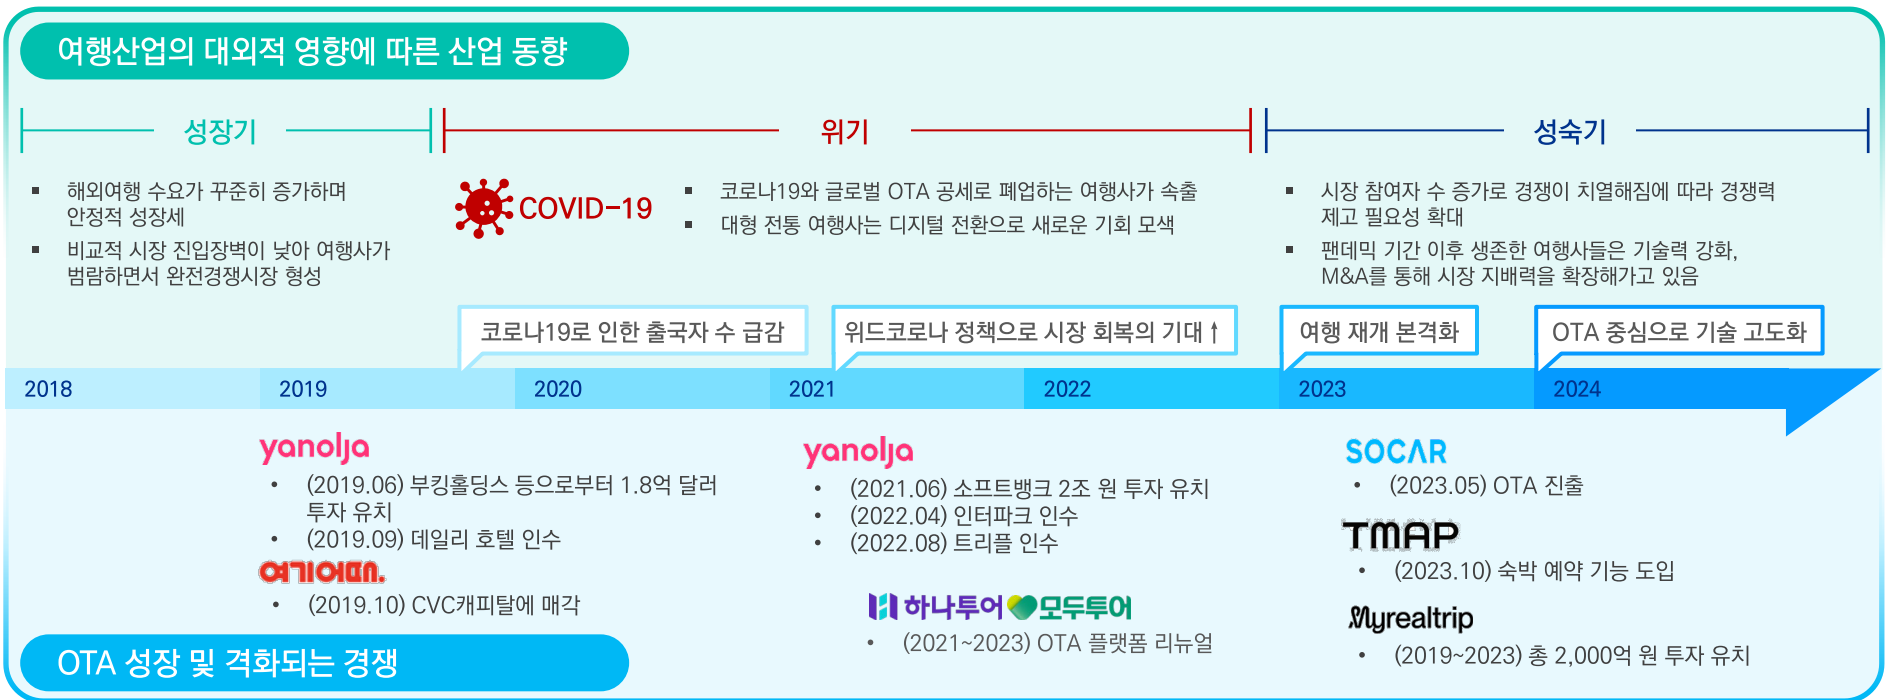 여행산업의 대외적 영향에 따른 산업 동향
성장기
위기
성숙기
해외여행 수요가 꾸준히 증가하며
안정적 성장세
비교적 시장 진입장벽이 낮아 여행사가
범람하면서 완전경쟁시장 형성
COVID-19
코로나19와 글로벌 OTA 공세로 폐업하는 여행사가 속출
대형 전통 여행사는 디지털 전환으로 새로운 기회 모색
시장 참여자 수 증가로 경쟁이 치열해짐에 따라 경쟁력
제고 필요성 확대
팬데믹 기간 이후 생존한 여행사들은 기술력 강화,
M&A를 통해 시장 지배력을 확장해가고 있음
코로나19로 인한 출국자 수 급감
위드코로나 정책으로 시장 회복의 기대↑
여행 재개 본격화
OTA 중심으로 기술 고도화
2018
2019
2020
2021
2022
2023
2024
yanolja
(2019.06) 부킹홀딩스 등으로부터 1.8억 달러
투자 유치
(2019.09) 데일리 호텔 인수
여기어때.
(2019.10) CVC캐피탈에 매각
yanolja
(2021.06) 소프트뱅크 2조 원 투자 유치
(2022.04) 인터파크 인수
(2022.08) 트리플 인수
하나투어 모두투어
(2021~2023) OTA 플랫폼 리뉴얼
SOCAR
(2023.05) OTA 진출
TMAP
(2023.10) 숙박 예약 기능 도입
Myrealtrip
(2019~2023) 총 2,000억 원 투자 유치
OTA 성장 및 격화되는 경쟁